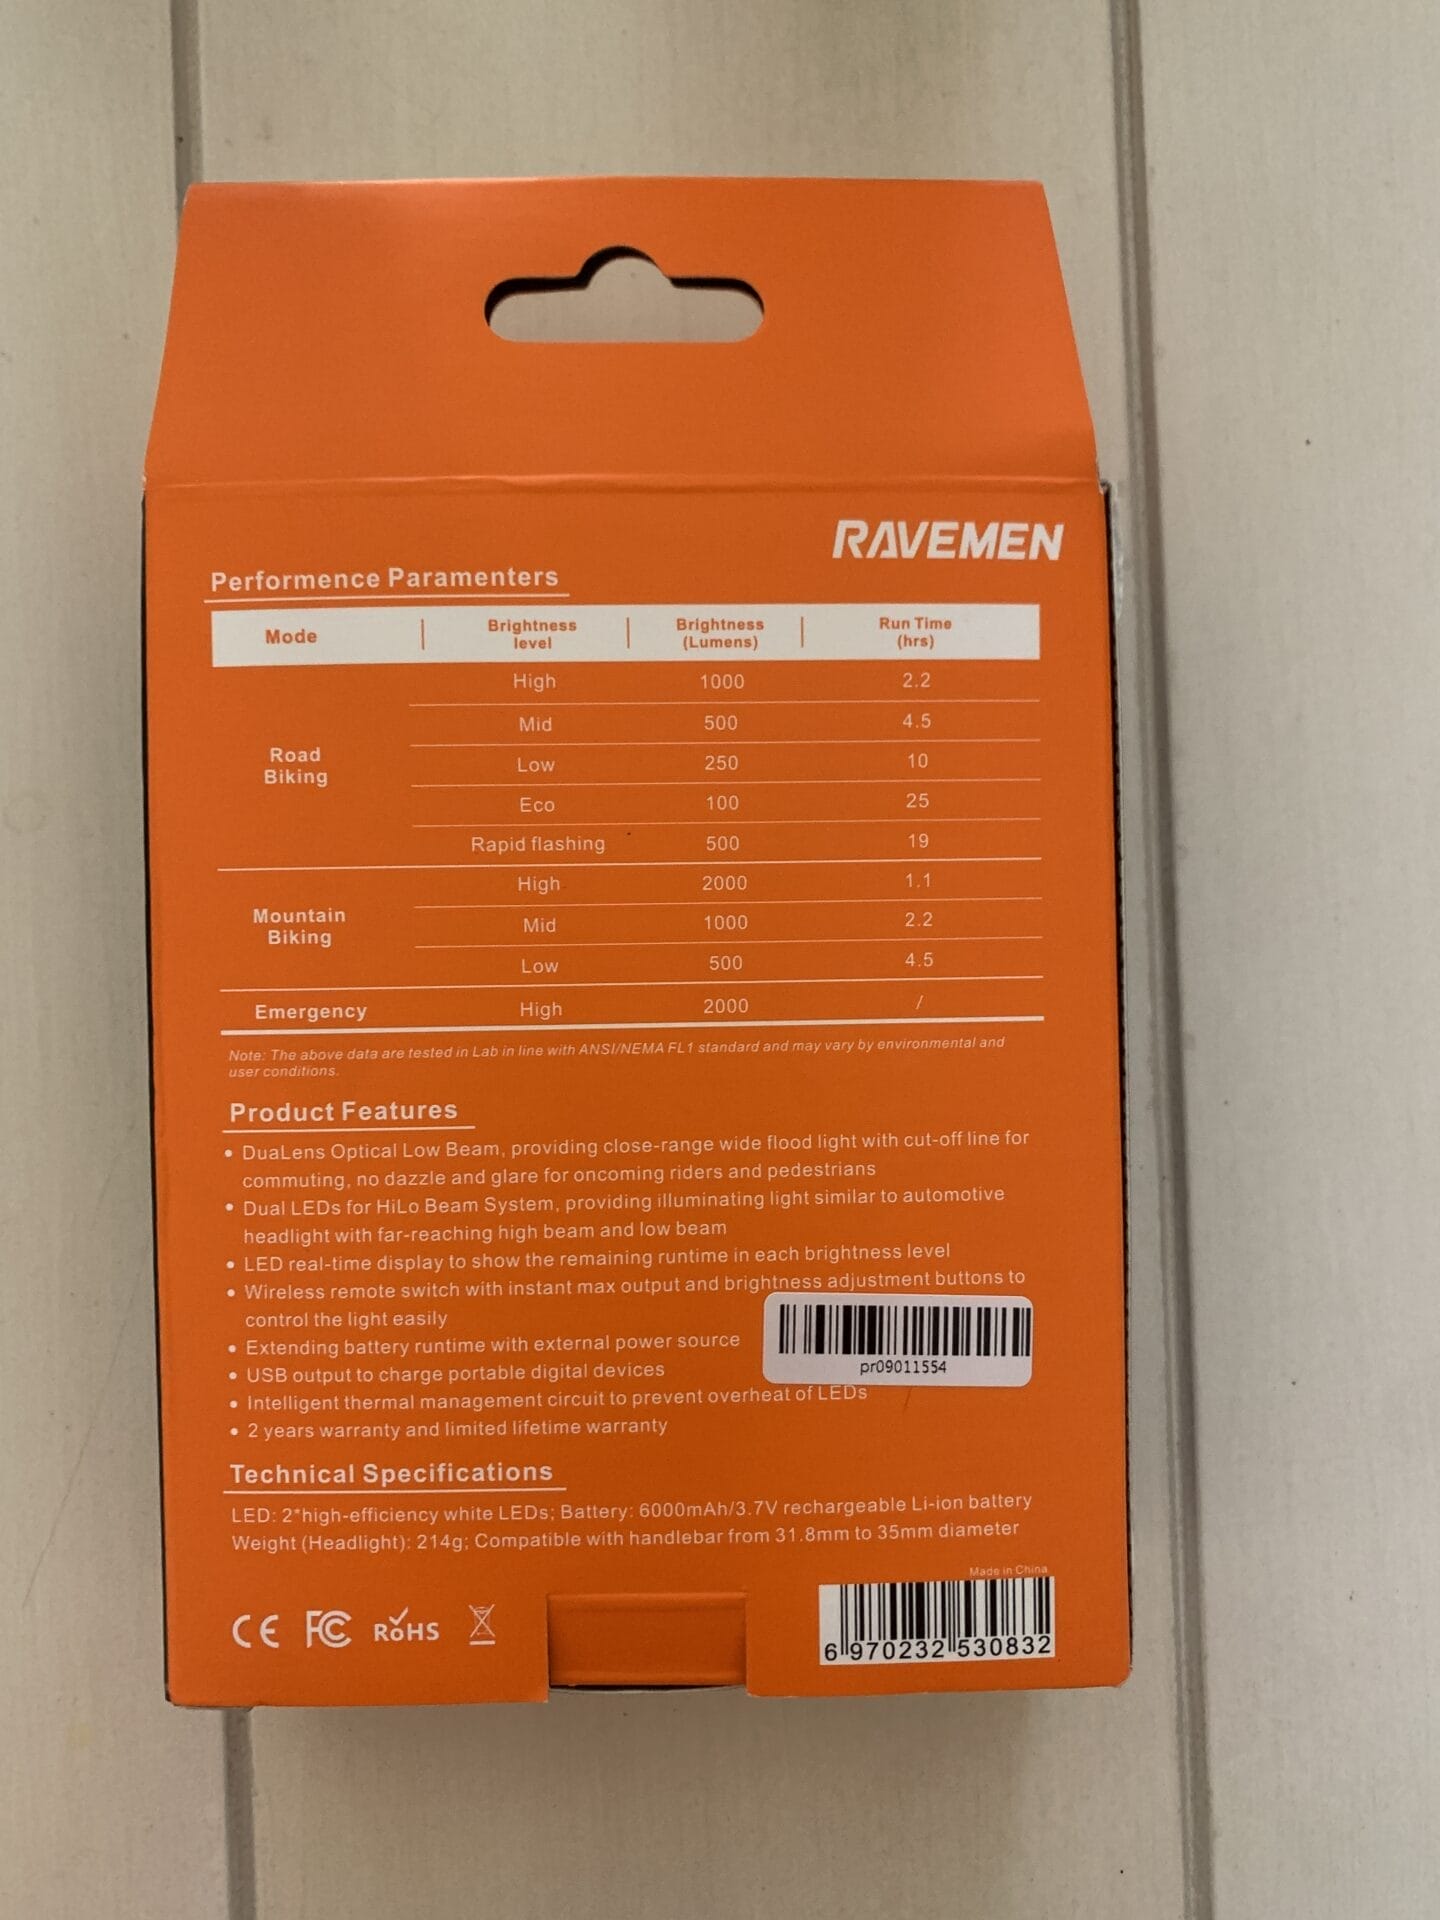 RAVEMEN
Performence Paramenters
Mode Brightness level Brightness (Lumens) Run Time (hrs)
Road Biking
High 1000 2.2
Mid 500 4.5
Low 250 10
Eco 100 25
Rapid flashing 500 19
Mountain Biking
High 2000 1.1
Mid 1000 2.2
Low 500 4.5
Emergency High 2000 /
Note: The above data are tested in Lab in line with ANSI/NEMA FL1 standard and may vary by environmental and
user conditions.
Product Features
• DuaLens Optical Low Beam, providing close-range wide flood light with cut-off line for
commuting, no dazzle and glare for oncoming riders and pedestrians
• Dual LEDs for HiLo Beam System, providing illuminating light similar to automotive
headlight with far-reaching high beam and low beam
• LED real-time display to show the remaining runtime in each brightness level
• Wireless remote switch with instant max output and brightness adjustment buttons to
control the light easily
• Extending battery runtime with external power source
• USB output to charge portable digital devices
• Intelligent thermal management circuit to prevent overheat of LEDs
• 2 years warranty and limited lifetime warranty
pr09011554
Technical Specifications
LED: 2*high-efficiency white LEDs; Battery: 6000mAh/3.7V rechargeable Li-ion battery
Weight (Headlight): 214g; Compatible with handlebar from 31.8mm to 35mm diameter
Made in China
CE FC RoHS
6 970232 530832